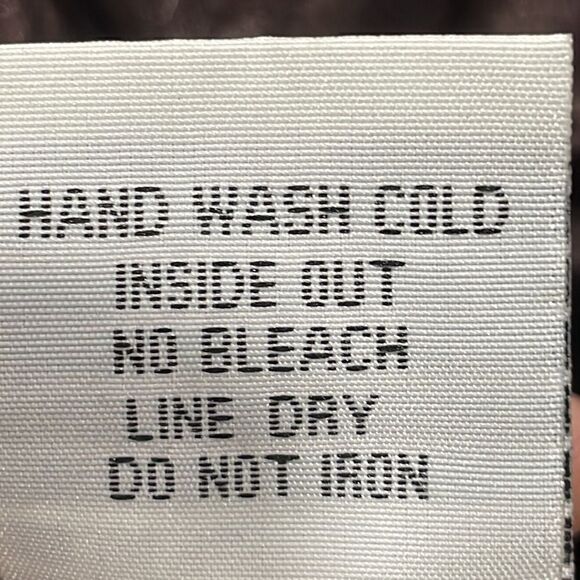 HAND WASH COLD
INSIDE OUT
NO BLEACH
LINE DRY
DO NOT IRON